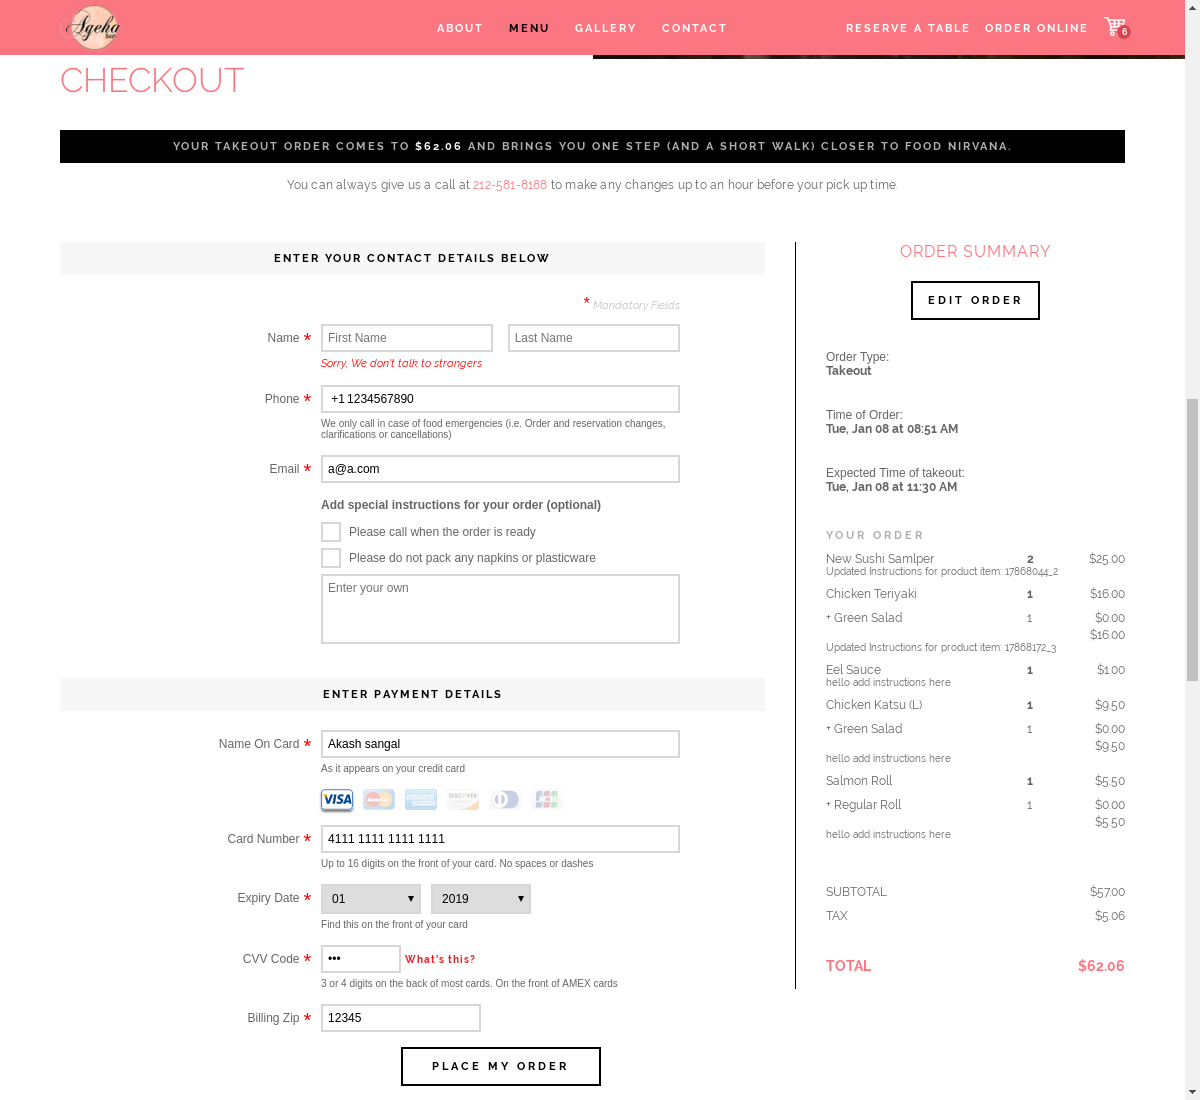 Ageha
ABOUT MENU GALLERY CONTACT RESERVE A TABLE ORDER ONLINE 6
CHECKOUT
YOUR TAKEOUT ORDER COMES TO $62.06 AND BRINGS YOU ONE STEP (AND A SHORT WALK) CLOSER TO FOOD NIRVANA.
You can always give us a call at 212-581-8188 to make any changes up to an hour before your pick up time.
ENTER YOUR CONTACT DETAILS BELOW
* Mandatory Fields
Name * First Name Last Name
Sorry, We don't talk to strangers
Phone * +1 1234567890
We only call in case of food emergencies (i.e. Order and reservation changes,
clarifications or cancellations)
Email * a@a.com
Add special instructions for your order (optional)
Please call when the order is ready
Please do not pack any napkins or plasticware
Enter your own
ENTER PAYMENT DETAILS
Name On Card * Akash sangal
As it appears on your credit card
VISA MasterCard DISCOVER JCB
Card Number * 4111 1111 1111 1111
Up to 16 digits on the front of your card. No spaces or dashes
Expiry Date * 01 2019
Find this on the front of your card
CVV Code * ••• What's this?
3 or 4 digits on the back of most cards. On the front of AMEX cards
Billing Zip * 12345
PLACE MY ORDER
ORDER SUMMARY
EDIT ORDER
Order Type:
Takeout
Time of Order:
Tue, Jan 08 at 08:51 AM
Expected Time of takeout:
Tue, Jan 08 at 11:30 AM
YOUR ORDER
New Sushi Samlper 2 $25.00
Updated Instructions for product item: 17868044_2
Chicken Teriyaki 1 $16.00
+ Green Salad 1 $0.00
$16.00
Updated Instructions for product item: 17868172_3
Eel Sauce 1 $1.00
hello add instructions here
Chicken Katsu (L) 1 $9.50
+ Green Salad 1 $0.00
$9.50
hello add instructions here
Salmon Roll 1 $5.50
+ Regular Roll 1 $0.00
$5.50
hello add instructions here
SUBTOTAL $57.00
TAX $5.06
TOTAL $62.06